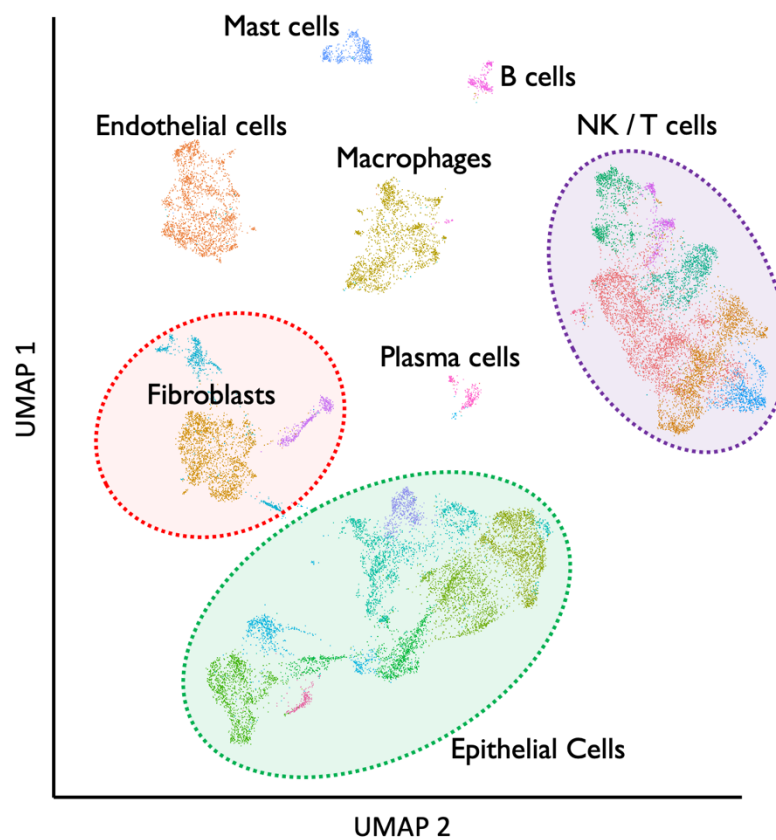 Mast cells
B cells
Endothelial cells
NK / T cells
Macrophages
Plasma cells
Fibroblasts
UMAP 1
Epithelial Cells
UMAP 2